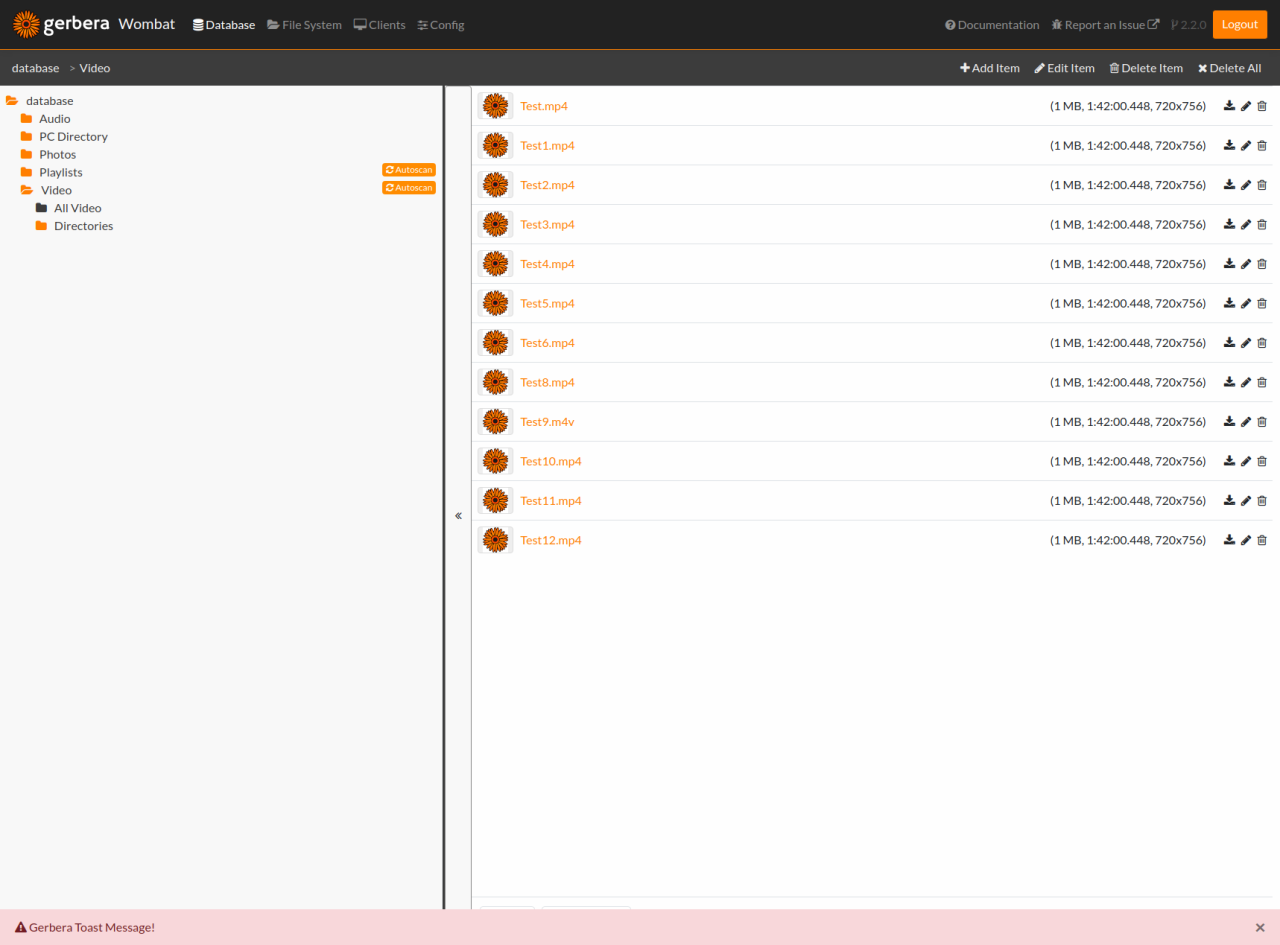 gerbera Wombat Database File System Clients Config Documentation Report an Issue 2.2.0 Logout
database > Video Add Item Edit Item Delete Item Delete All
database
Audio
PC Directory
Photos
Playlists Autoscan
Video Autoscan
All Video
Directories
Test.mp4 (1 MB, 1:42:00.448, 720x756)
Test1.mp4 (1 MB, 1:42:00.448, 720x756)
Test2.mp4 (1 MB, 1:42:00.448, 720x756)
Test3.mp4 (1 MB, 1:42:00.448, 720x756)
Test4.mp4 (1 MB, 1:42:00.448, 720x756)
Test5.mp4 (1 MB, 1:42:00.448, 720x756)
Test6.mp4 (1 MB, 1:42:00.448, 720x756)
Test8.mp4 (1 MB, 1:42:00.448, 720x756)
Test9.m4v (1 MB, 1:42:00.448, 720x756)
Test10.mp4 (1 MB, 1:42:00.448, 720x756)
Test11.mp4 (1 MB, 1:42:00.448, 720x756)
«
Test12.mp4 (1 MB, 1:42:00.448, 720x756)
Gerbera Toast Message! ×